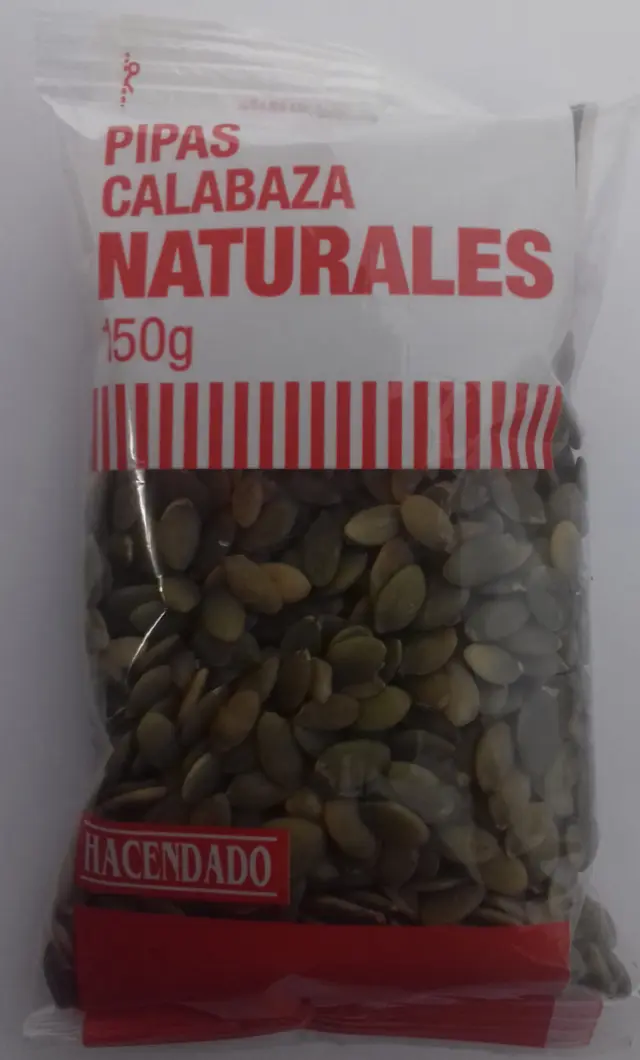 PIPAS
CALABAZA
NATURALES
150g
HACENDADO